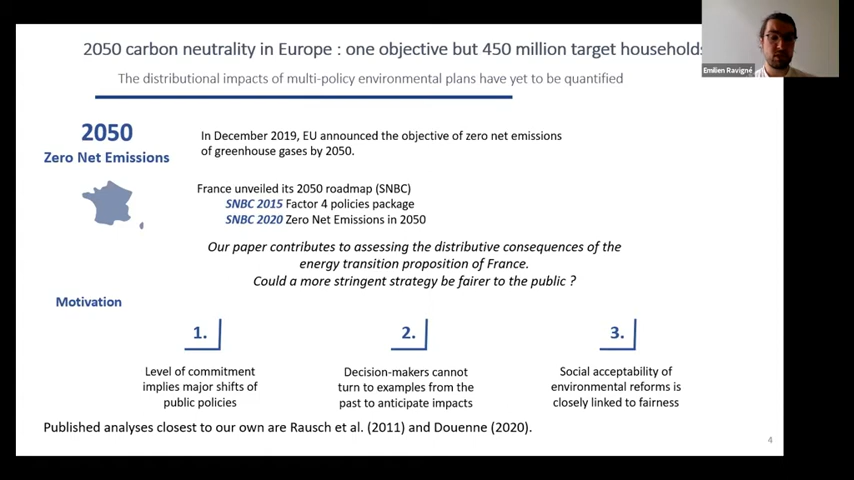 2050 carbon neutrality in Europe : one objective but 450 million target households
The distributional impacts of multi-policy environmental plans have yet to be quantified
Emilien Ravigné
2050
Zero Net Emissions
In December 2019, EU announced the objective of zero net emissions
of greenhouse gases by 2050.
France unveiled its 2050 roadmap (SNBC)
SNBC 2015 Factor 4 policies package
SNBC 2020 Zero Net Emissions in 2050
Our paper contributes to assessing the distributive consequences of the
energy transition proposition of France.
Could a more stringent strategy be fairer to the public ?
Motivation
1.
Level of commitment
implies major shifts of
public policies
2.
Decision-makers cannot
turn to examples from the
past to anticipate impacts
3.
Social acceptability of
environmental reforms is
closely linked to fairness
Published analyses closest to our own are Rausch et al. (2011) and Douenne (2020).
4